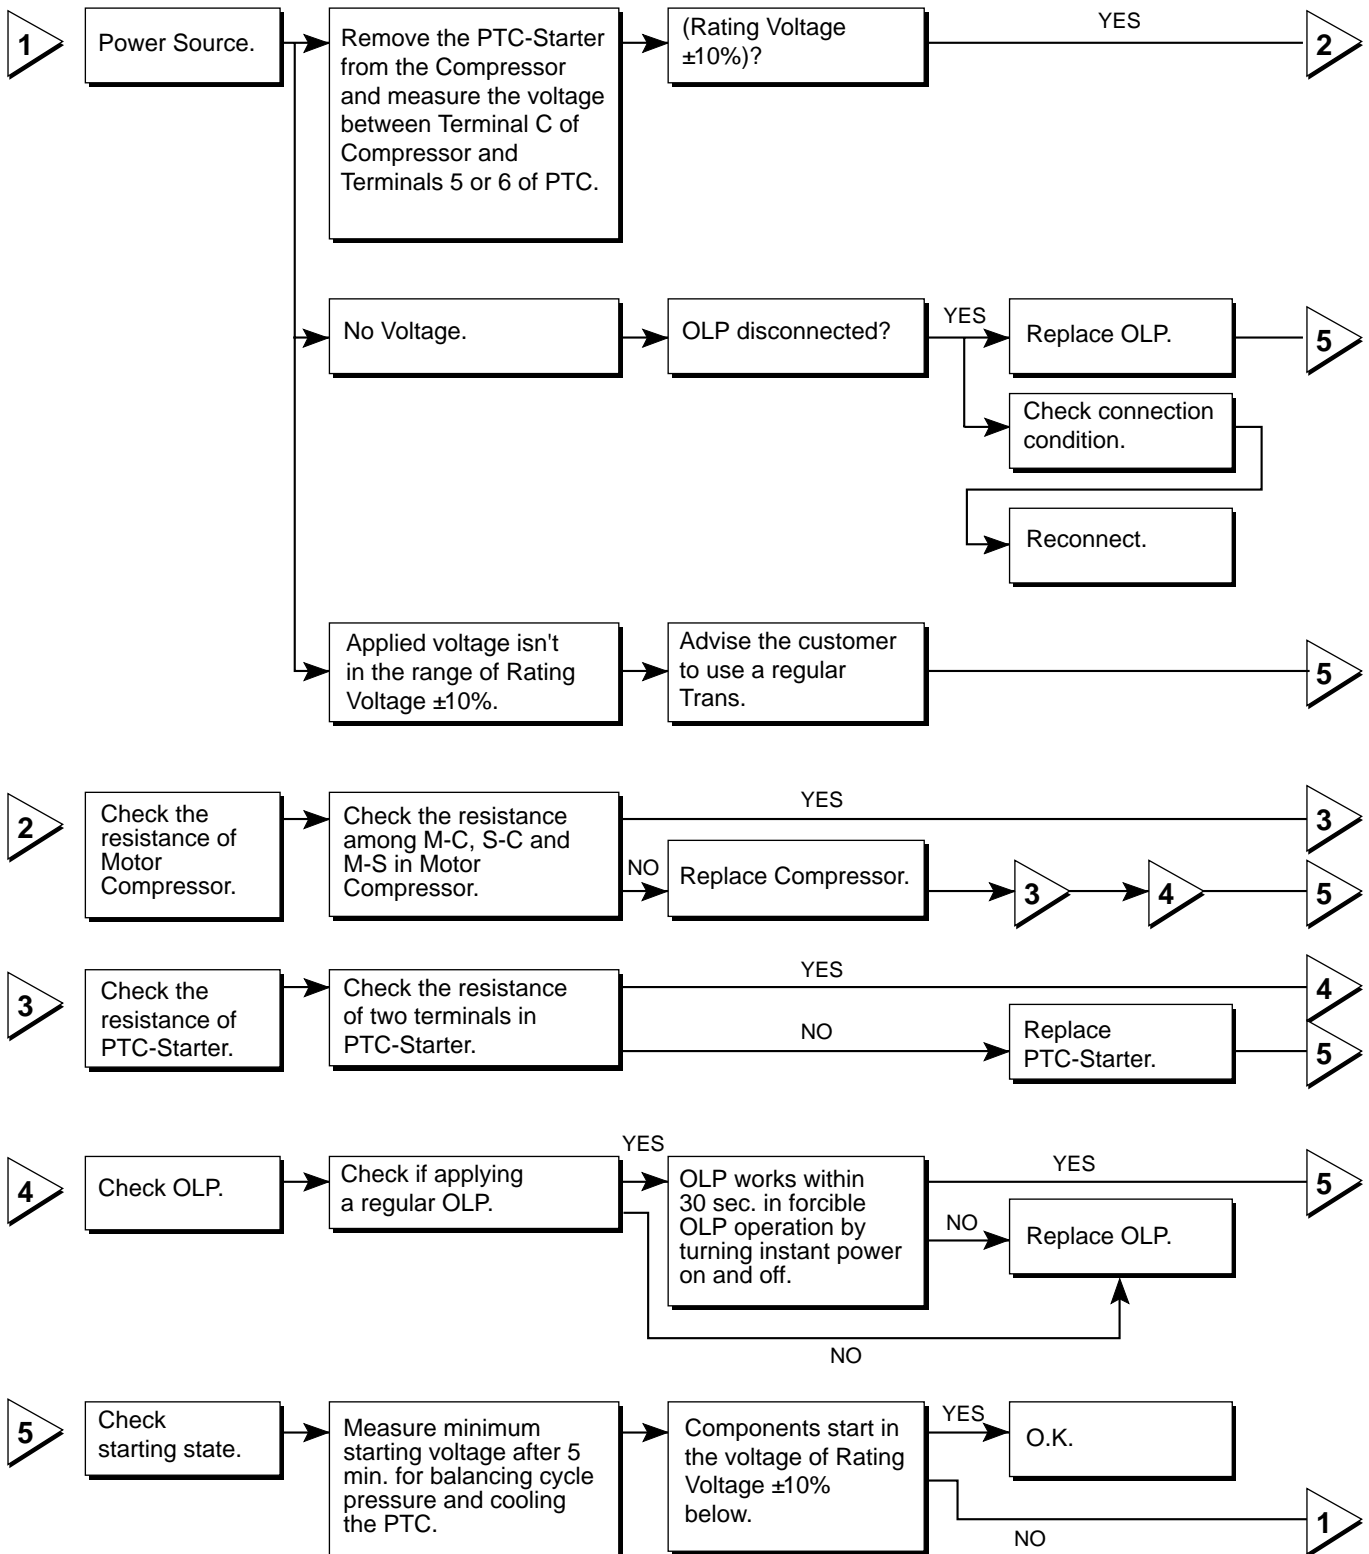 1
Power Source.
Remove the PTC-Starter
from the Compressor
and measure the voltage
between Terminal C of
Compressor and
Terminals 5 or 6 of PTC.
(Rating Voltage
±10%)?
YES
2
No Voltage.
OLP disconnected?
YES
Replace OLP.
5
Check connection
condition.
Reconnect.
Applied voltage isn't
in the range of Rating
Voltage ±10%.
Advise the customer
to use a regular
Trans.
5
2
Check the
resistance of
Motor
Compressor.
Check the resistance
among M-C, S-C and
M-S in Motor
Compressor.
YES
3
NO
Replace Compressor.
3
4
5
3
Check the
resistance of
PTC-Starter.
Check the resistance
of two terminals in
PTC-Starter.
YES
4
NO
Replace
PTC-Starter.
5
4
Check OLP.
Check if applying
a regular OLP.
YES
OLP works within
30 sec. in forcible
OLP operation by
turning instant power
on and off.
YES
5
NO
Replace OLP.
NO
5
Check
starting state.
Measure minimum
starting voltage after 5
min. for balancing cycle
pressure and cooling
the PTC.
Components start in
the voltage of Rating
Voltage ±10%
below.
YES
O.K.
NO
1